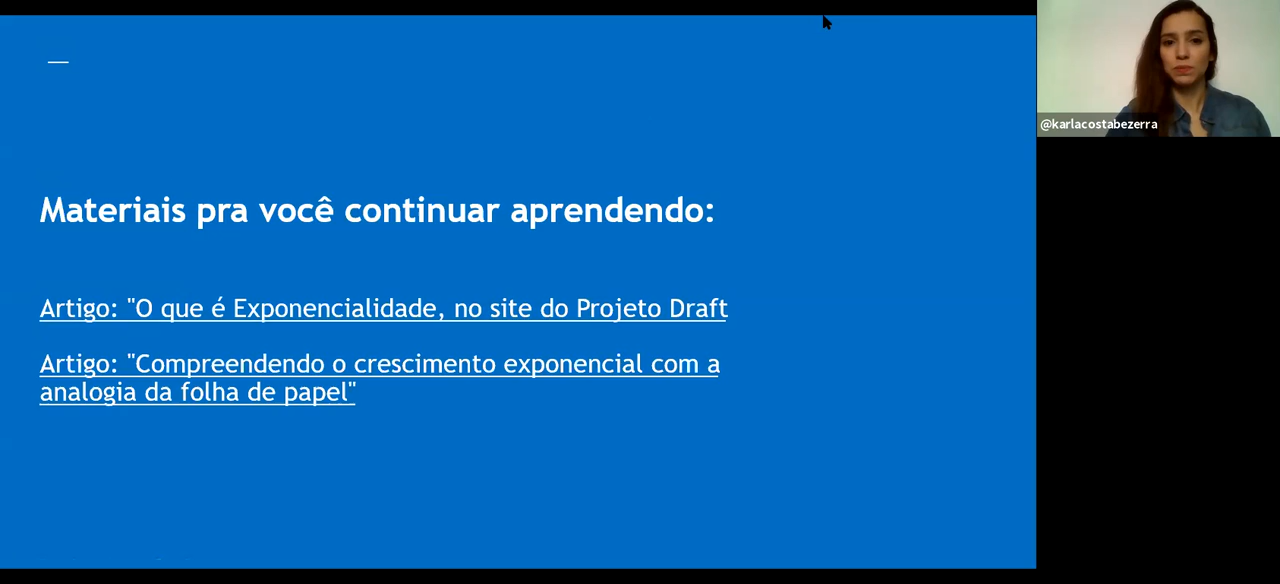 Materiais pra você continuar aprendendo:
Artigo: "O que é Exponencialidade, no site do Projeto Draft
Artigo: "Compreendendo o crescimento exponencial com a
analogia da folha de papel"
@karlacostabezerra